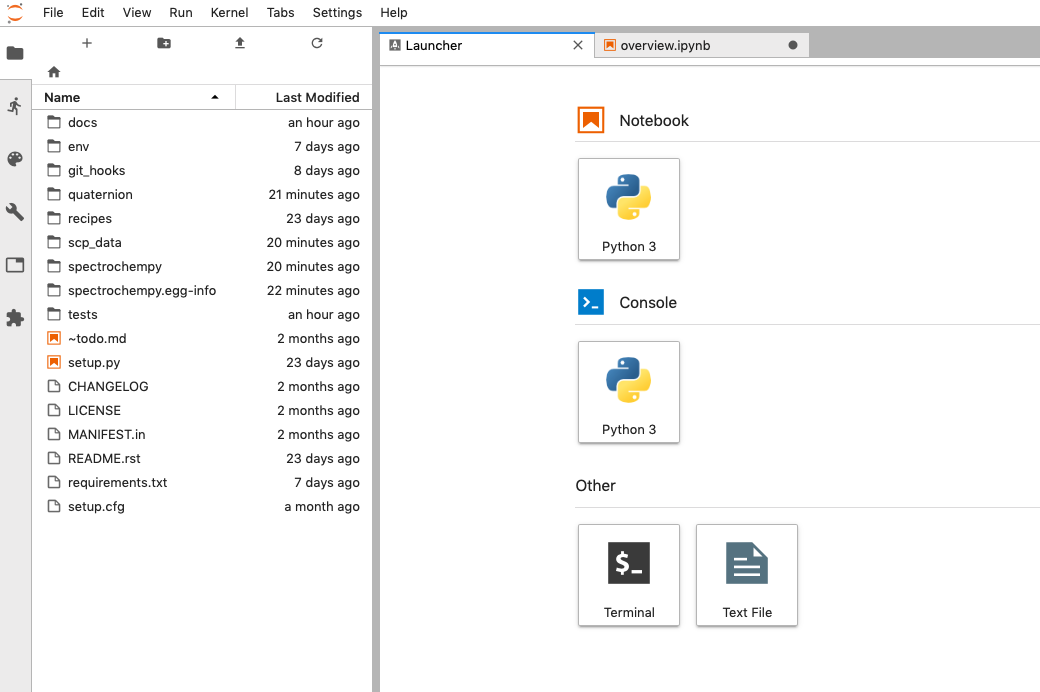 File Edit View Run Kernel Tabs Settings Help
Launcher
overview.ipynb
Name Last Modified
docs an hour ago
env 7 days ago
git_hooks 8 days ago
quaternion 21 minutes ago
recipes 23 days ago
scp_data 20 minutes ago
spectrochempy 20 minutes ago
spectrochempy.egg-info 22 minutes ago
tests an hour ago
~todo.md 2 months ago
setup.py 23 days ago
CHANGELOG 2 months ago
LICENSE 2 months ago
MANIFEST.in 2 months ago
README.rst 23 days ago
requirements.txt 7 days ago
setup.cfg a month ago
Notebook
Python 3
Console
Python 3
Other
$_
Terminal
Text File